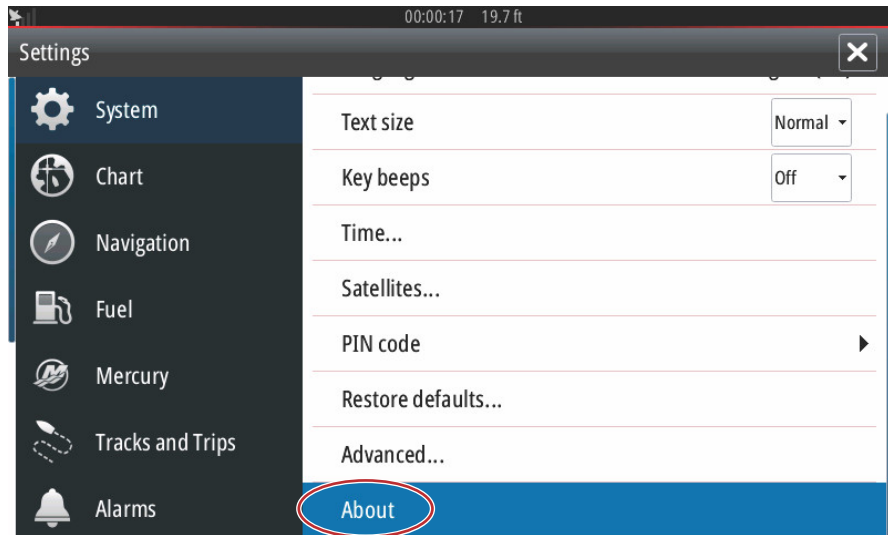 00:00:17 19.7 ft
Settings
System
Chart
Navigation
Fuel
Mercury
Tracks and Trips
Alarms
Text size
Normal
Key beeps
Off
Time...
Satellites...
PIN code
Restore defaults...
Advanced...
About